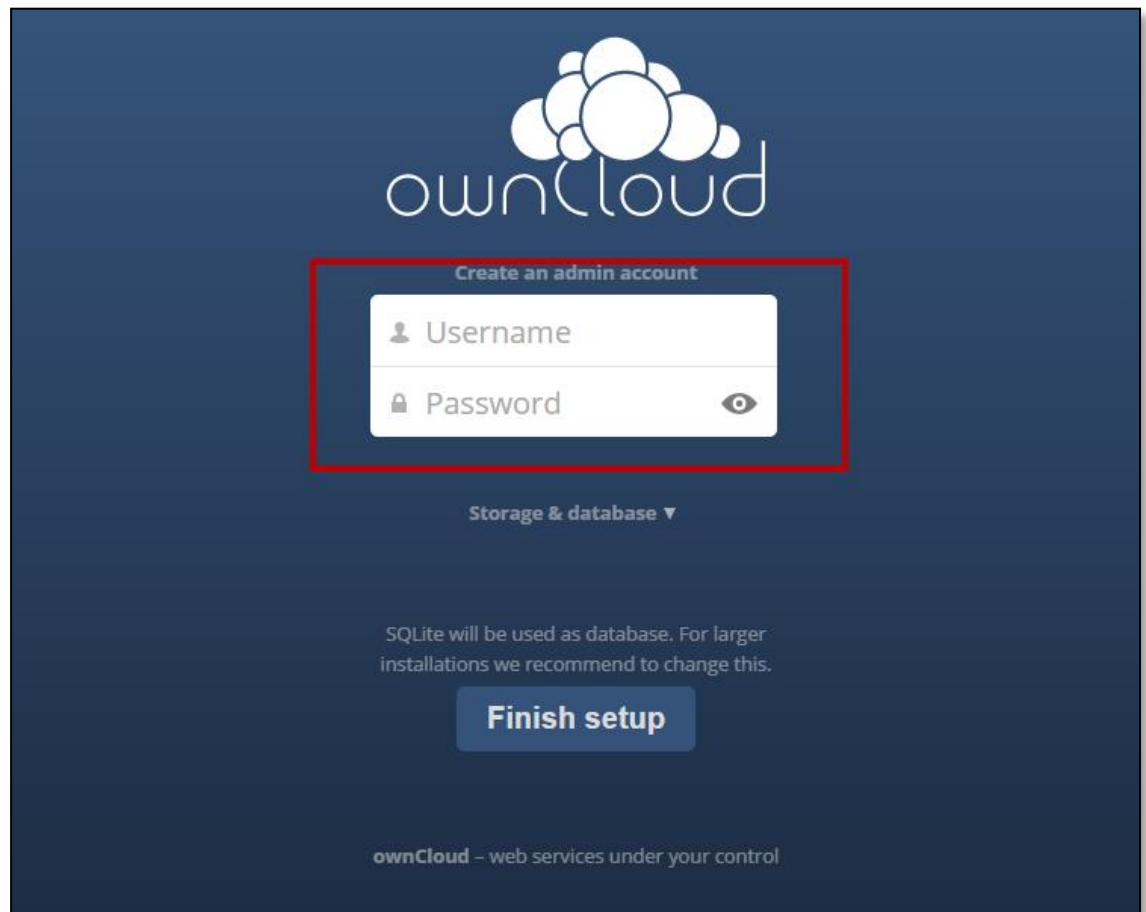 ownCloud
Create an admin account
Username
Password
Storage & database ▼
SQLite will be used as database. For larger
installations we recommend to change this.
Finish setup
ownCloud – web services under your control